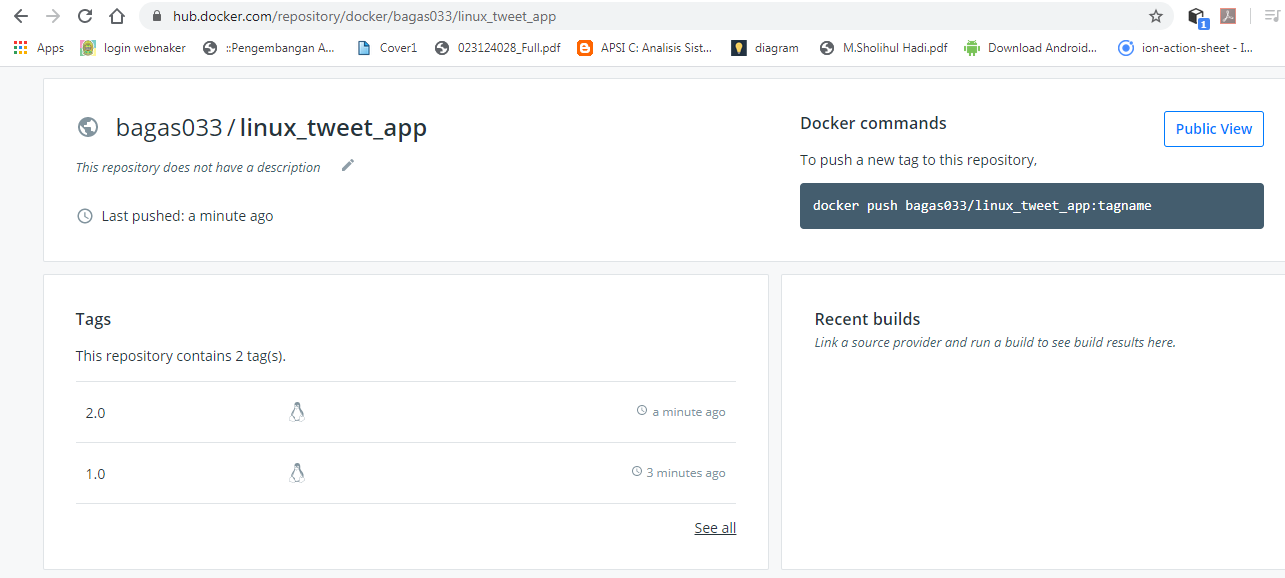 hub.docker.com/repository/docker/bagas033/linux_tweet_app
1
Apps
login webnaker
::Pengembangan A...
Cover1
023124028_Full.pdf
APSI C: Analisis Sist...
diagram
M.Sholihul Hadi.pdf
Download Android...
ion-action-sheet - I...
bagas033 / linux_tweet_app
This repository does not have a description
Last pushed: a minute ago
Docker commands
Public View
To push a new tag to this repository,
docker push bagas033/linux_tweet_app:tagname
Tags
This repository contains 2 tag(s).
2.0 a minute ago
1.0 3 minutes ago
See all
Recent builds
Link a source provider and run a build to see build results here.